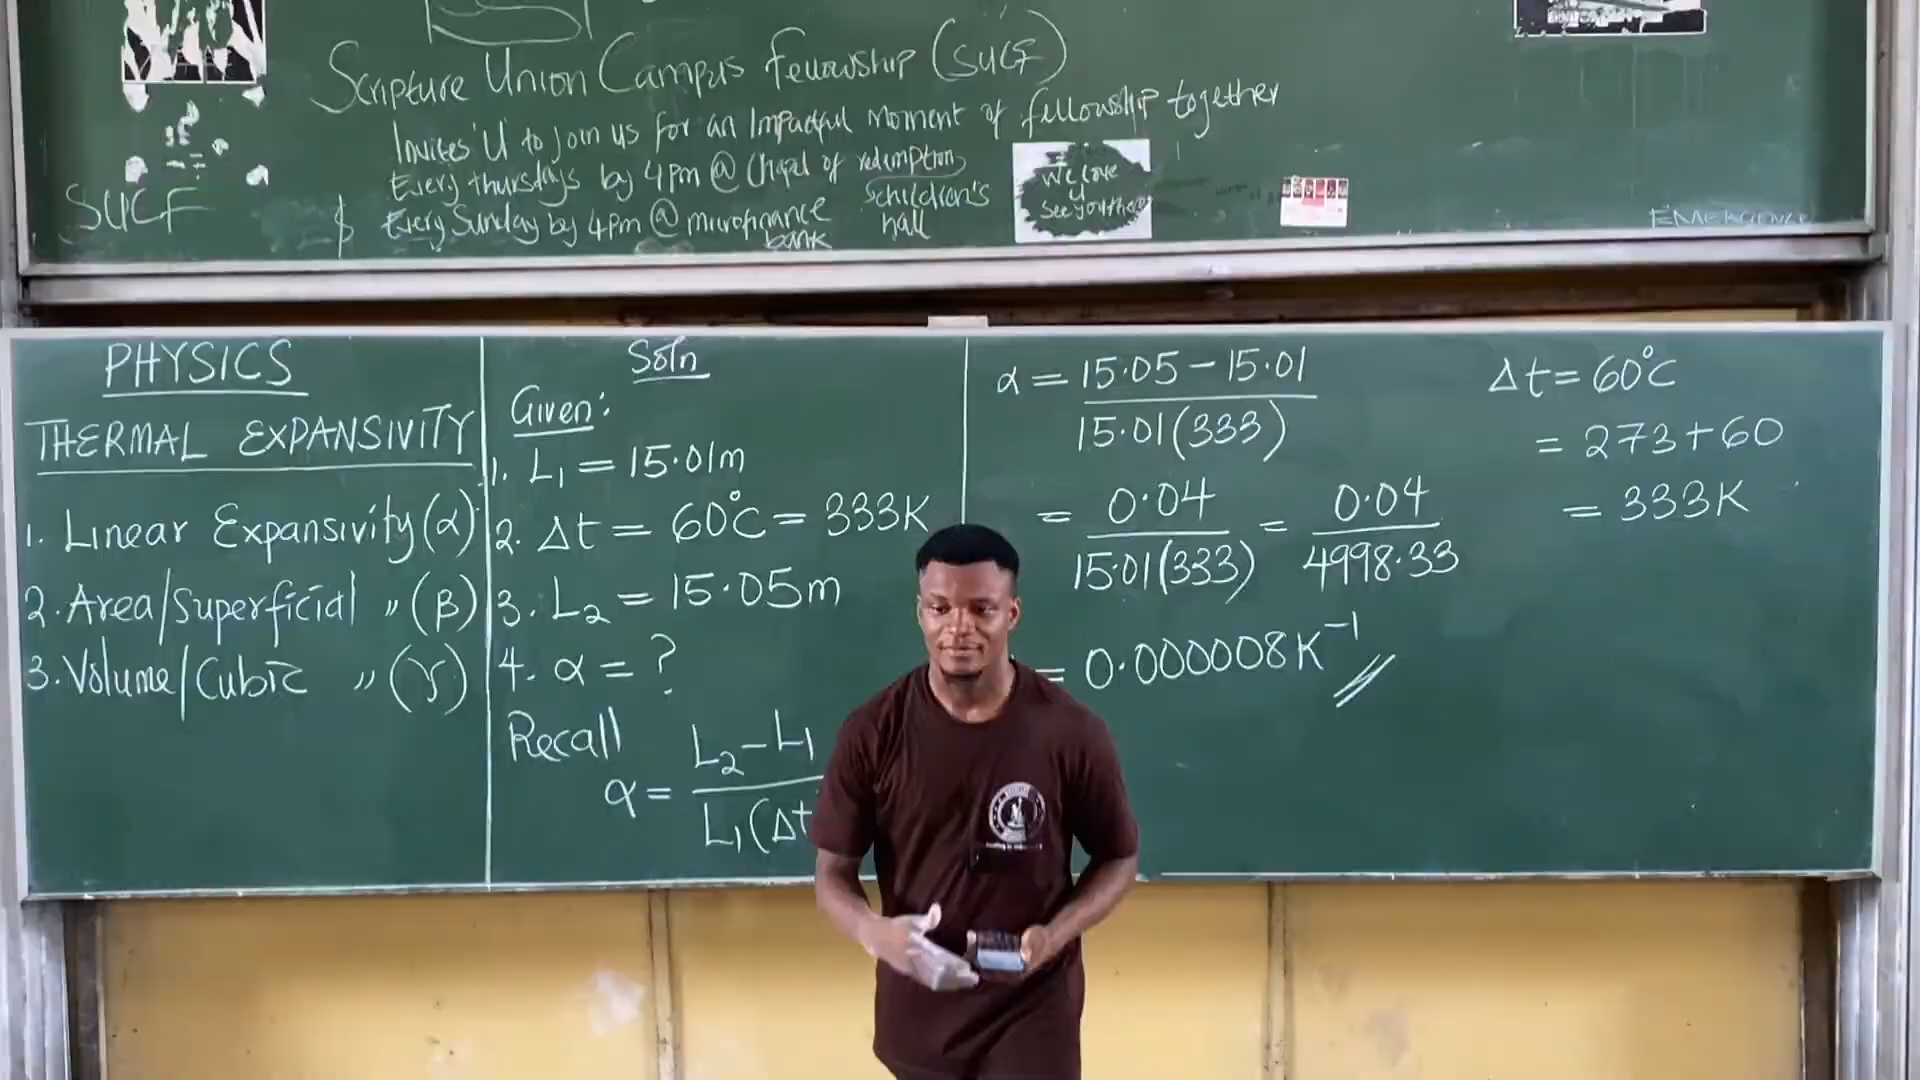 Scripture Union Campus Fellowship (SUCF)
Invites 'U' to Join us for an Impactful Moment of fellowship together
Every Thursdays by 4pm @ Chapel of redemption
Schildren's
hall
Every Sunday by 4pm @ microfinance
bank
SUCF
We love
U
See you there
PHYSICS
THERMAL EXPANSIVITY
1. Linear Expansivity (α)
2. Area/Superficial 〃 (β)
3. Volume/Cubic 〃 (γ)
Soln
Given:
1. L₁ = 15.01m
2. Δt = 60°C = 333K
3. L₂ = 15.05m
4. α = ?
Recall
α = L₂-L₁
L₁(Δt
α = 15.05-15.01
15.01(333)
= 0.04 = 0.04
15.01(333) 4998.33
= 0.000008K⁻¹
Δt = 60°C
= 273+60
= 333K